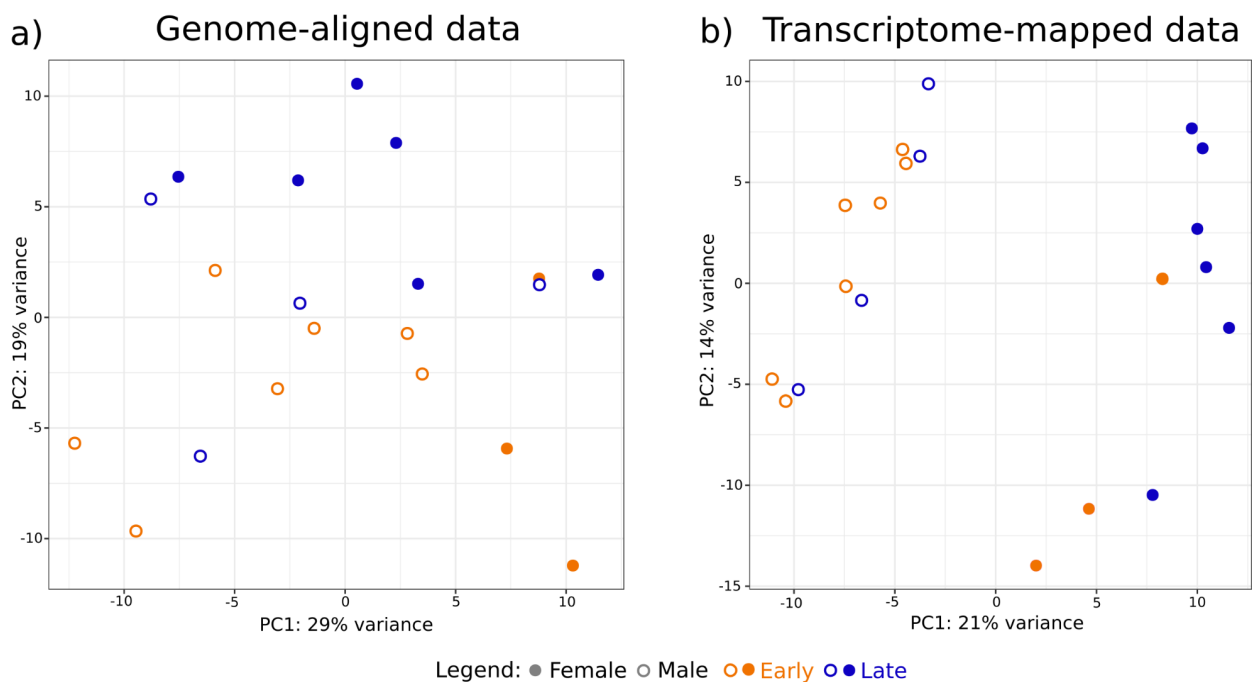 a) Genome-aligned data
10
5
0
-5
-10
PC2: 19% variance
-10 -5 0 5 10
PC1: 29% variance
b) Transcriptome-mapped data
10
5
0
-5
-10
-15
PC2: 14% variance
-10 -5 0 5 10
PC1: 21% variance
Legend: Female Male Early Late